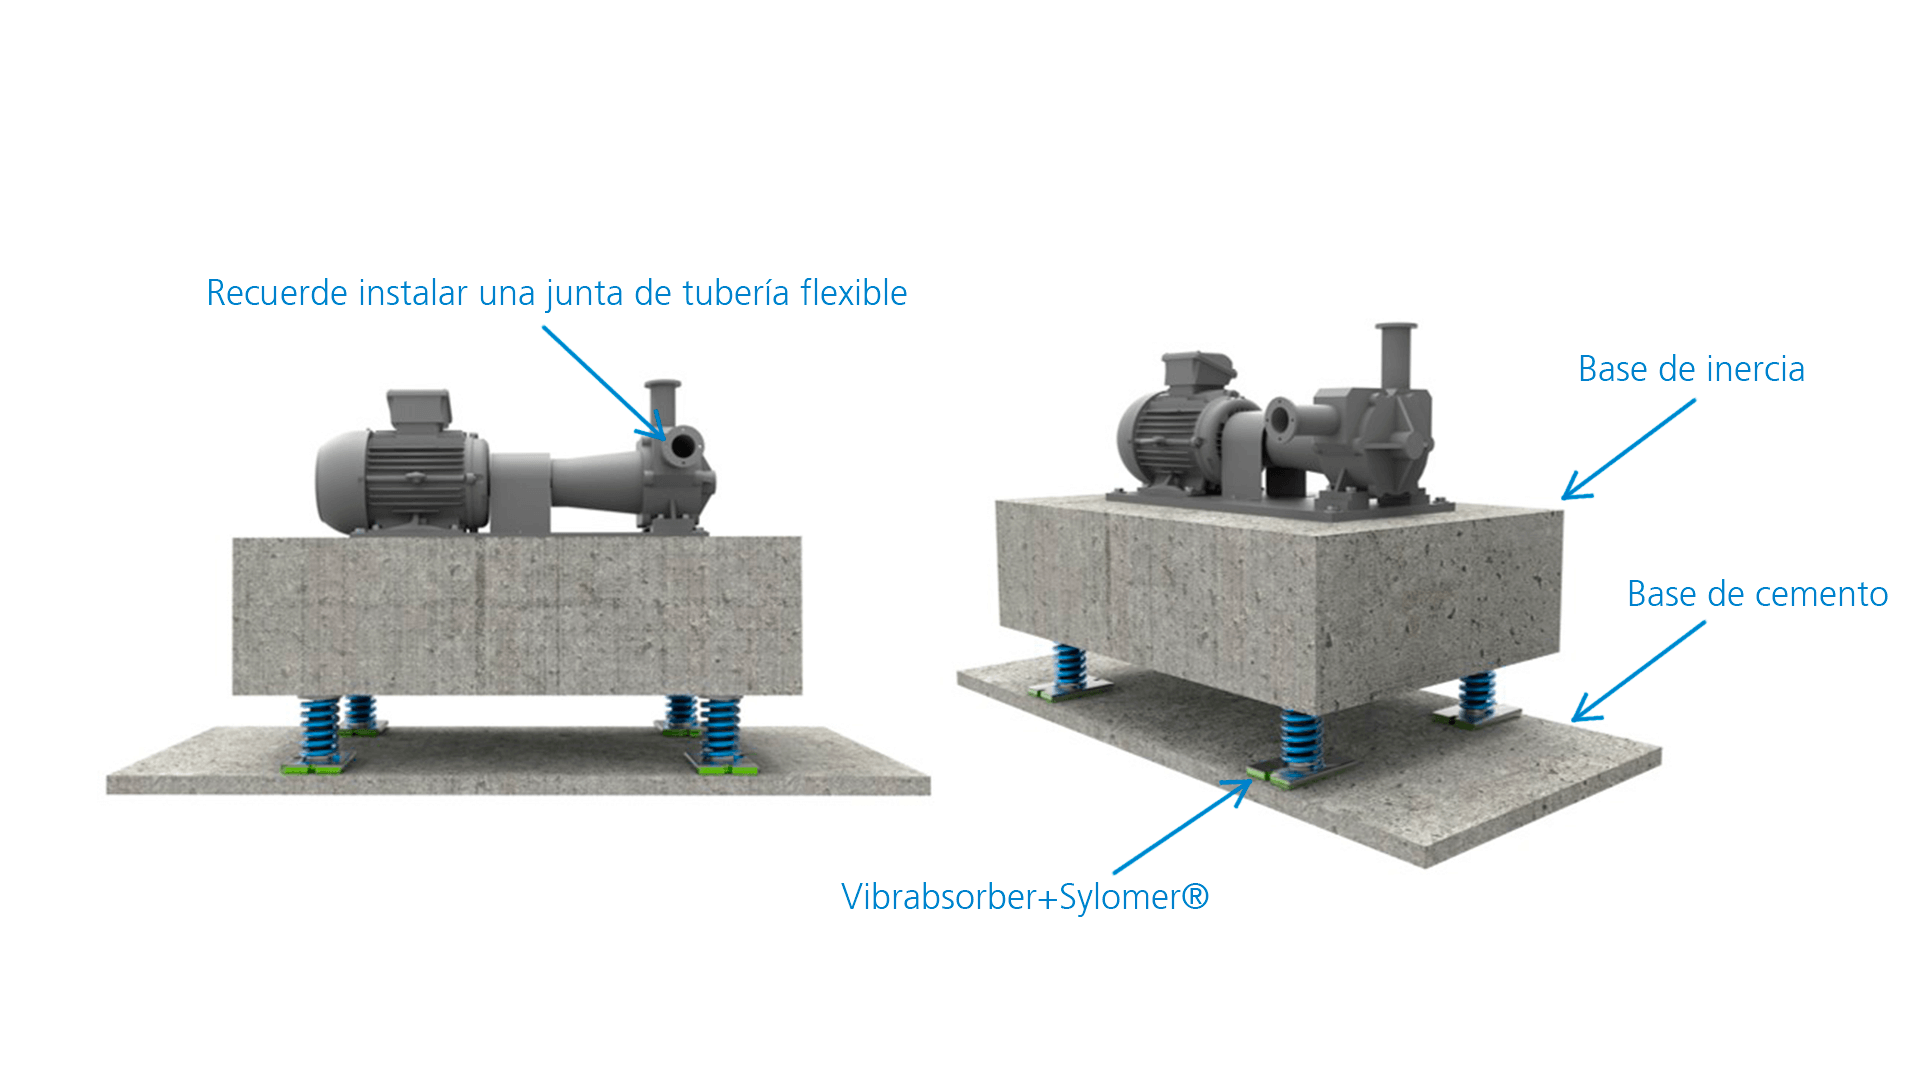 Recuerde instalar una junta de tubería flexible
Base de inercia
Base de cemento
Vibrabsorber+Sylomer®